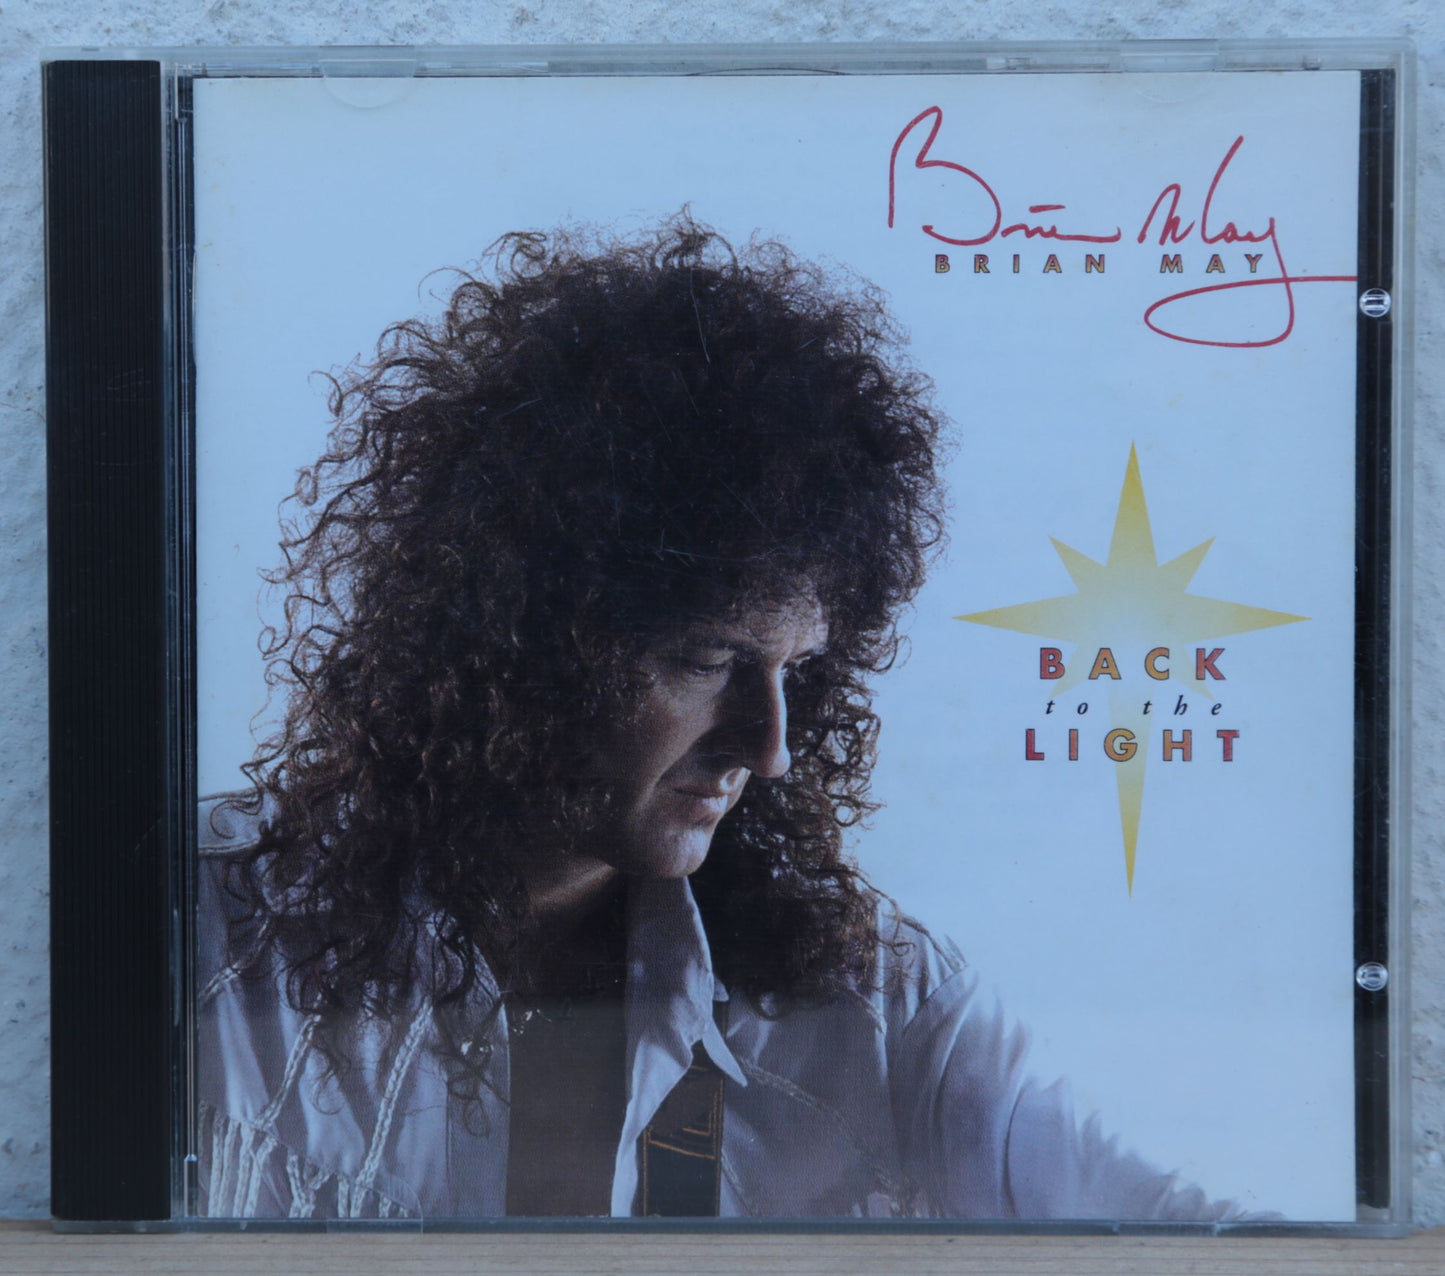 Brian May
BRIAN MAY
BACK
to the
LIGHT